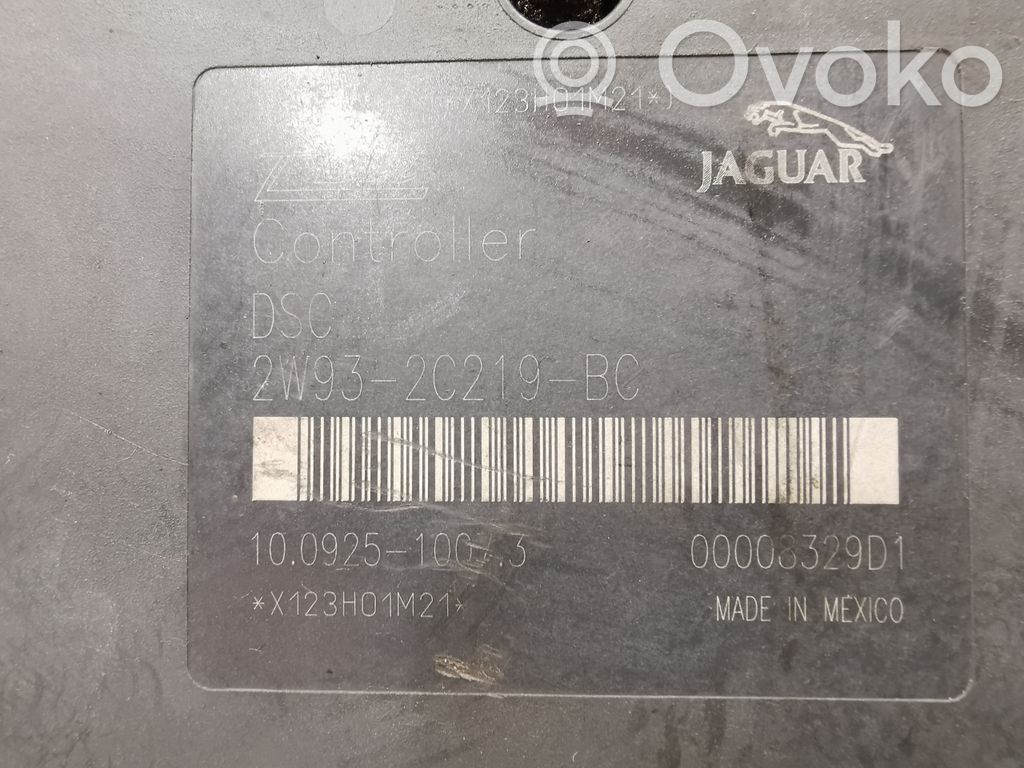 Ovoko
X123H01M21*
JAGUAR
Controller
DSC
2W93-2C219-BC
00008329D1
*X123H01M21*
MADE IN MEXICO